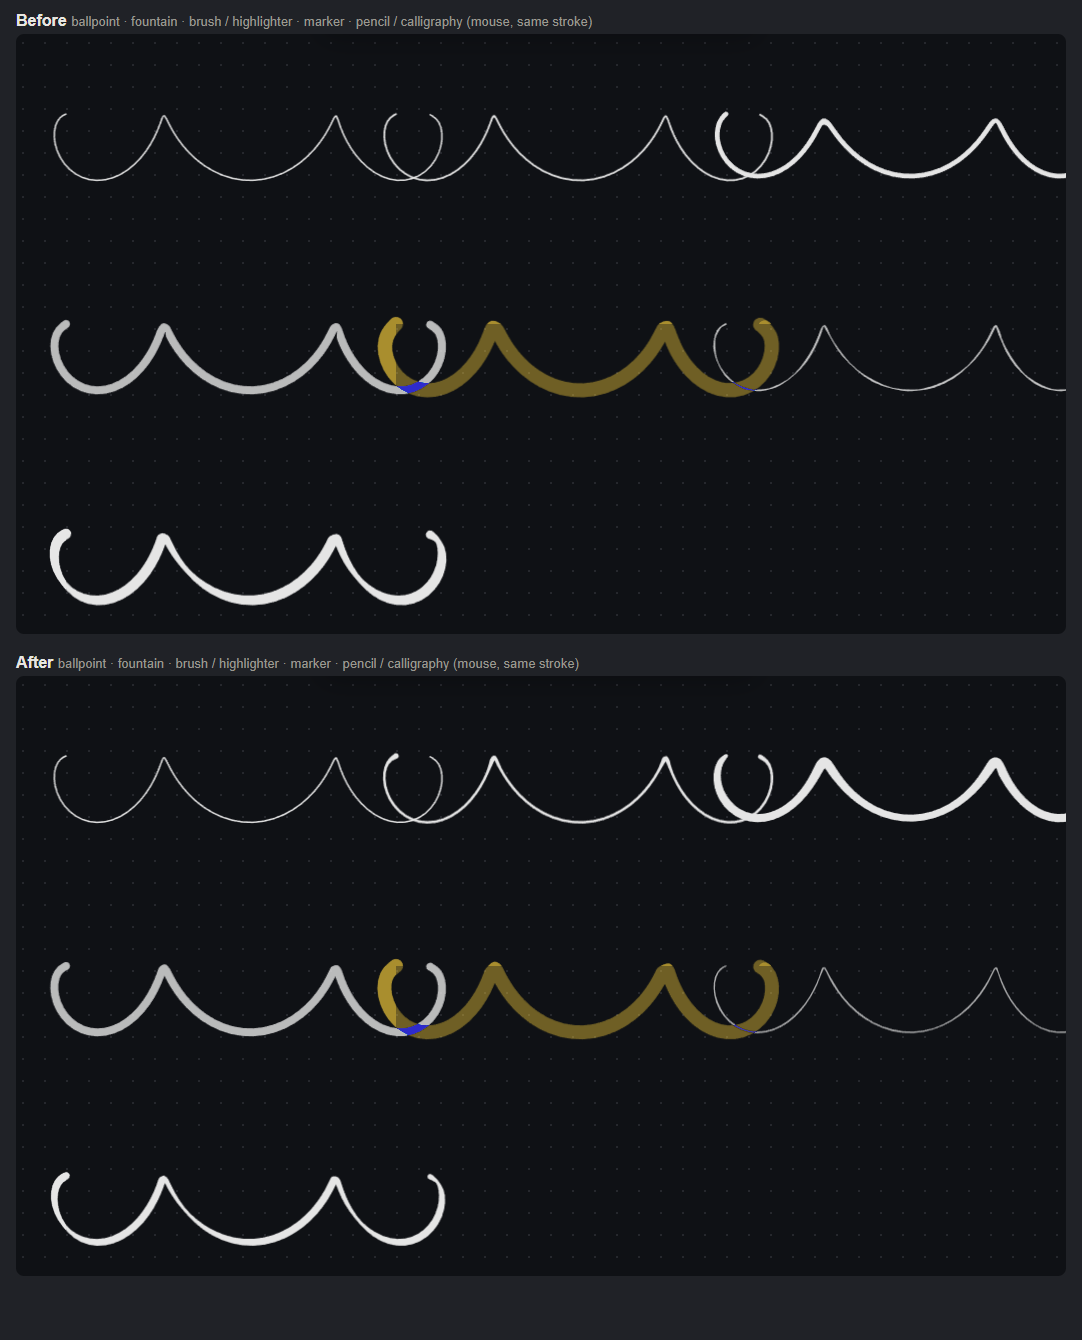 Before ballpoint · fountain · brush / highlighter · marker · pencil / calligraphy (mouse, same stroke)
After ballpoint · fountain · brush / highlighter · marker · pencil / calligraphy (mouse, same stroke)